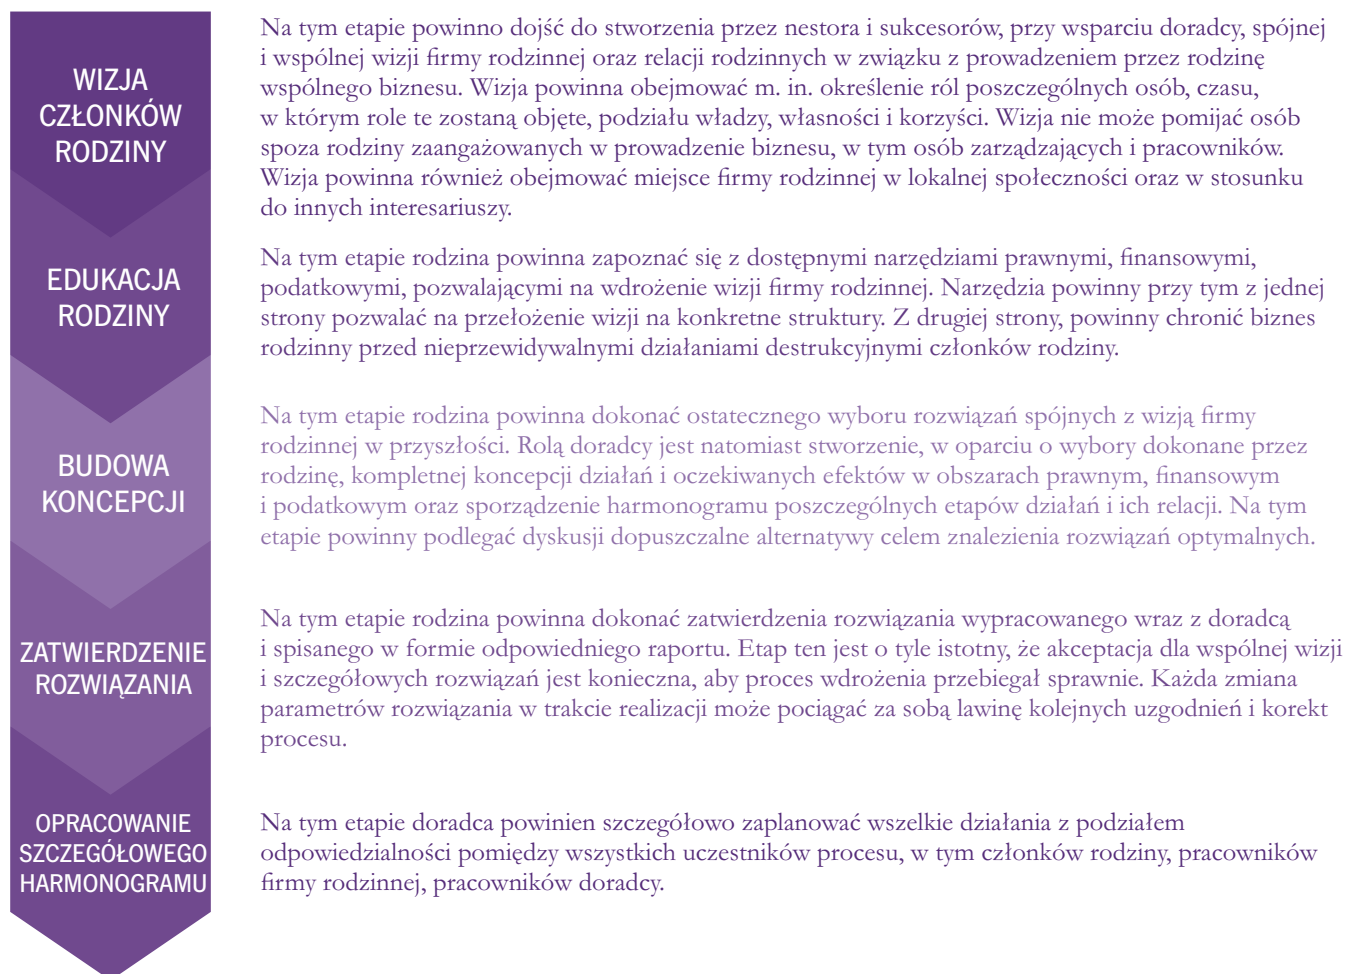 WIZJA
CZŁONKÓW
RODZINY
Na tym etapie powinno dojść do stworzenia przez nestora i sukcesorów, przy wsparciu doradcy, spójnej
i wspólnej wizji firmy rodzinnej oraz relacji rodzinnych w związku z prowadzeniem przez rodzinę
wspólnego biznesu. Wizja powinna obejmować m. in. określenie ról poszczególnych osób, czasu,
w którym role te zostaną objęte, podziału władzy, własności i korzyści. Wizja nie może pomijać osób
spoza rodziny zaangażowanych w prowadzenie biznesu, w tym osób zarządzających i pracowników.
Wizja powinna również obejmować miejsce firmy rodzinnej w lokalnej społeczności oraz w stosunku
do innych interesariuszy.
EDUKACJA
RODZINY
Na tym etapie rodzina powinna zapoznać się z dostępnymi narzędziami prawnymi, finansowymi,
podatkowymi, pozwalającymi na wdrożenie wizji firmy rodzinnej. Narzędzia powinny przy tym z jednej
strony pozwalać na przełożenie wizji na konkretne struktury. Z drugiej strony, powinny chronić biznes
rodzinny przed nieprzewidywalnymi działaniami destrukcyjnymi członków rodziny.
BUDOWA
KONCEPCJI
Na tym etapie rodzina powinna dokonać ostatecznego wyboru rozwiązań spójnych z wizją firmy
rodzinnej w przyszłości. Rolą doradcy jest natomiast stworzenie, w oparciu o wybory dokonane przez
rodzinę, kompletnej koncepcji działań i oczekiwanych efektów w obszarach prawnym, finansowym
i podatkowym oraz sporządzenie harmonogramu poszczególnych etapów działań i ich relacji. Na tym
etapie powinny podlegać dyskusji dopuszczalne alternatywy celem znalezienia rozwiązań optymalnych.
ZATWIERDZENIE
ROZWIĄZANIA
Na tym etapie rodzina powinna dokonać zatwierdzenia rozwiązania wypracowanego wraz z doradcą
i spisanego w formie odpowiedniego raportu. Etap ten jest o tyle istotny, że akceptacja dla wspólnej wizji
i szczegółowych rozwiązań jest konieczna, aby proces wdrożenia przebiegał sprawnie. Każda zmiana
parametrów rozwiązania w trakcie realizacji może pociągać za sobą lawinę kolejnych uzgodnień i korekt
procesu.
OPRACOWANIE
SZCZEGÓŁOWEGO
HARMONOGRAMU
Na tym etapie doradca powinien szczegółowo zaplanować wszelkie działania z podziałem
odpowiedzialności pomiędzy wszystkich uczestników procesu, w tym członków rodziny, pracowników
firmy rodzinnej, pracowników doradcy.